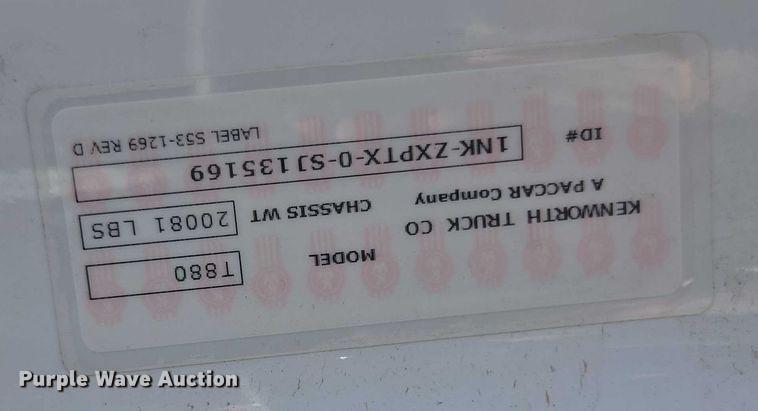 KENWORTH TRUCK CO
A PACCAR Company
MODEL T880
CHASSIS WT 20081 LBS
ID# 1NK-ZXPTX-0-SJ135169
LABEL S53-1269 REV D
Purple Wave Auction